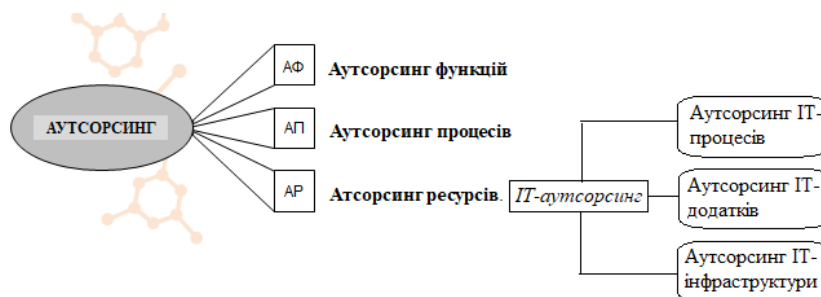 АУТСОРСИНГ
АФ
Аутсорсинг функцій
АП
Аутсорсинг процесів
АР
Атсорсинг ресурсів.
ІТ-аутсорсинг
Аутсорсинг ІТ-
процесів
Аутсорсинг ІТ-
додатків
Аутсорсинг ІТ-
інфраструктури